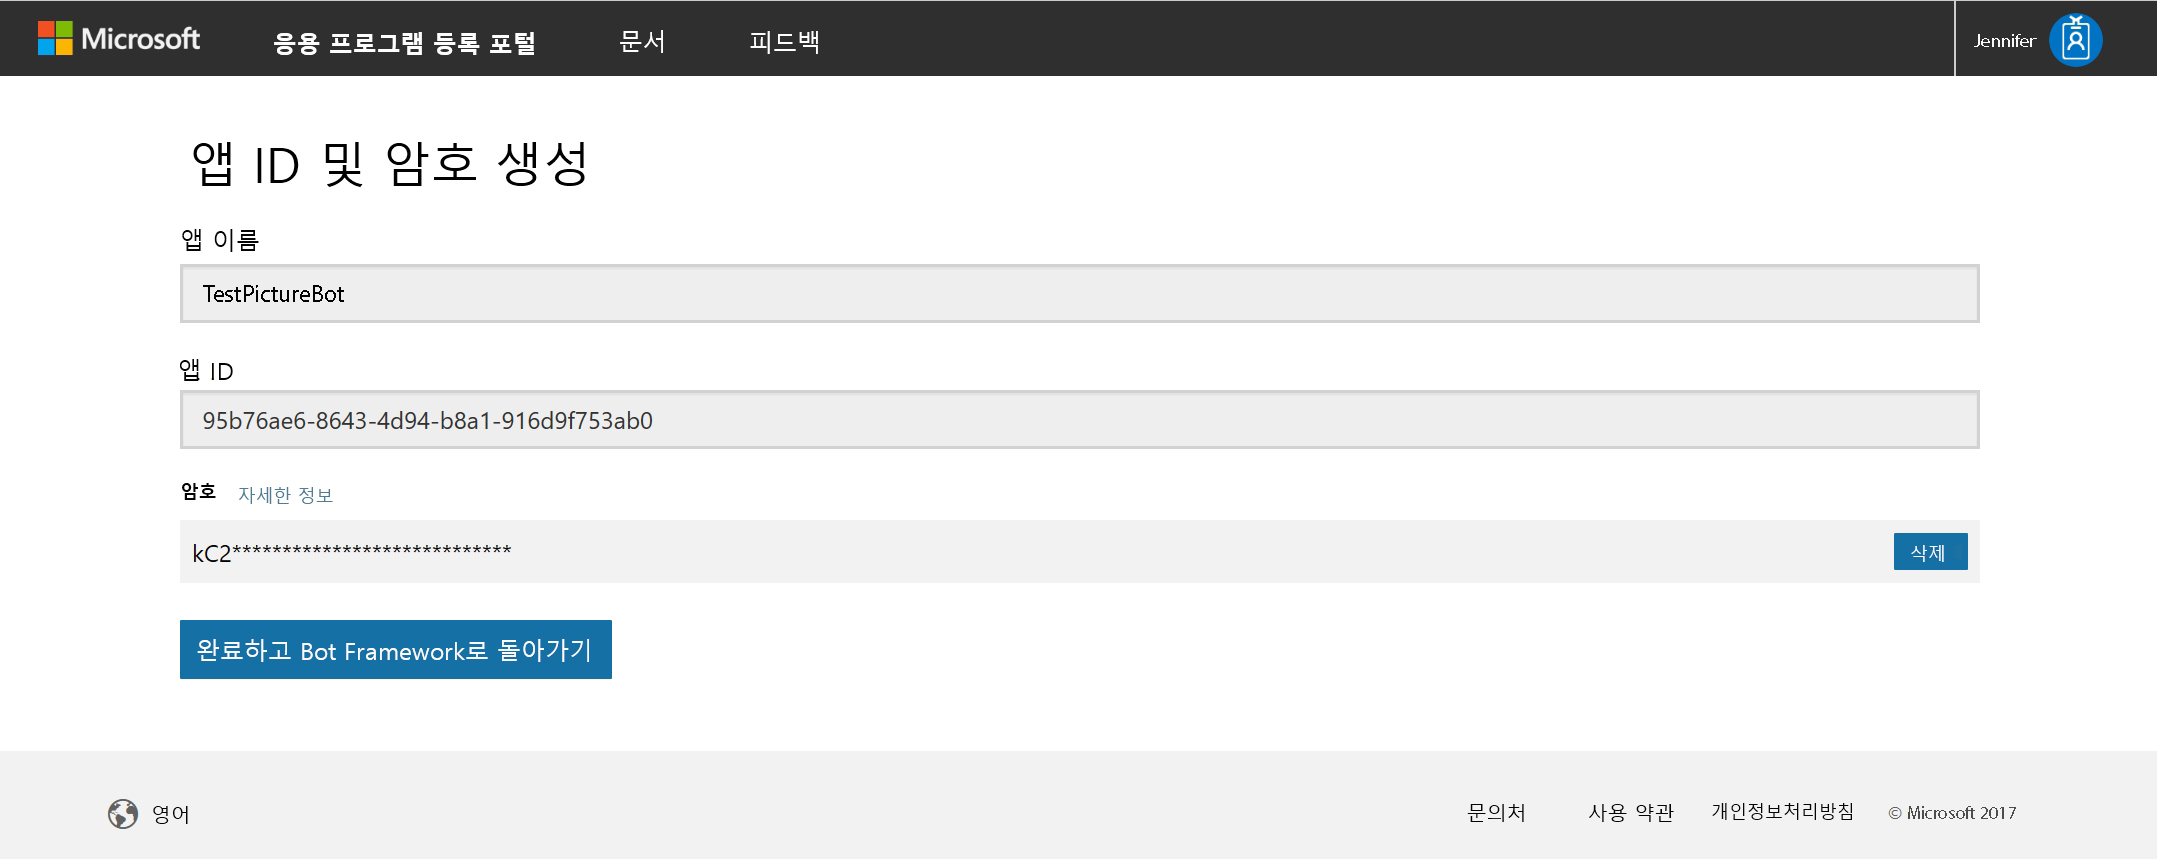 Microsoft 응용 프로그램 등록 포털 문서 피드백 Jennifer
앱 ID 및 암호 생성
앱 이름
TestPictureBot
앱 ID
95b76ae6-8643-4d94-b8a1-916d9f753ab0
암호 자세한 정보
kC2****************************
삭제
완료하고 Bot Framework로 돌아가기
영어 문의처 사용 약관 개인정보처리방침 © Microsoft 2017